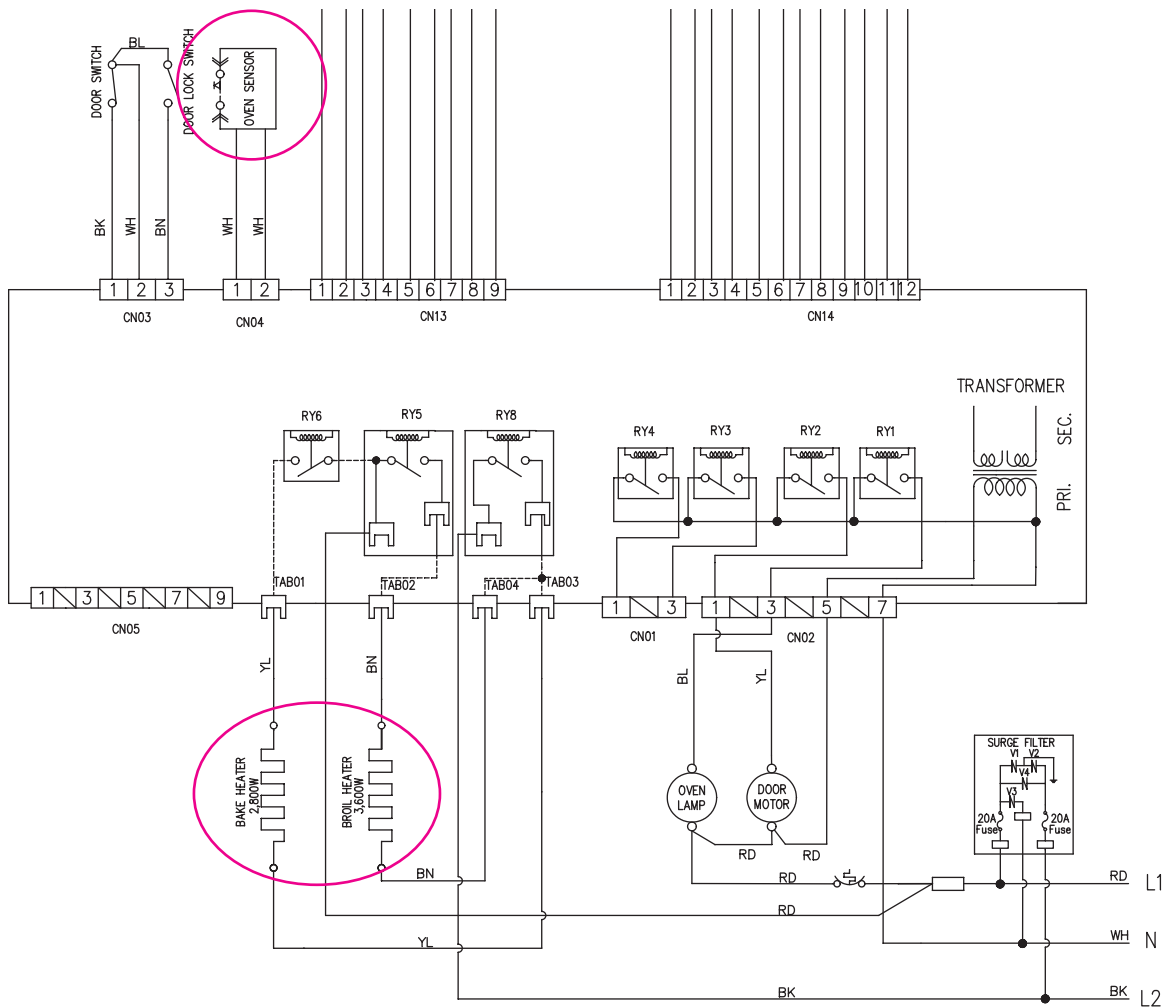 BL
DOOR SWITCH
DOOR LOCK SWITCH
OVEN SENSOR
BK
WH
BN
WH
WH
1 2 3
1 2
1 2 3 4 5 6 7 8 9
1 2 3 4 5 6 7 8 9 10 11 12
CN03
CN04
CN13
CN14
TRANSFORMER
SEC.
PRI.
RY6
RY5
RY8
RY4
RY3
RY2
RY1
TAB01
TAB02
TAB04
TAB03
1 3 5 7 9
1 3
1 3 5 7
CN05
CN01
CN02
YL
BN
BL
YL
BAKE HEATER
2,800W
BROIL HEATER
3,600W
OVEN
LAMP
DOOR
MOTOR
SURGE FILTER
V1
V2
V4
V3
20A
Fuse
20A
Fuse
RD
RD
BN
RD
RD L1
RD
YL
WH N
BK
BK L2